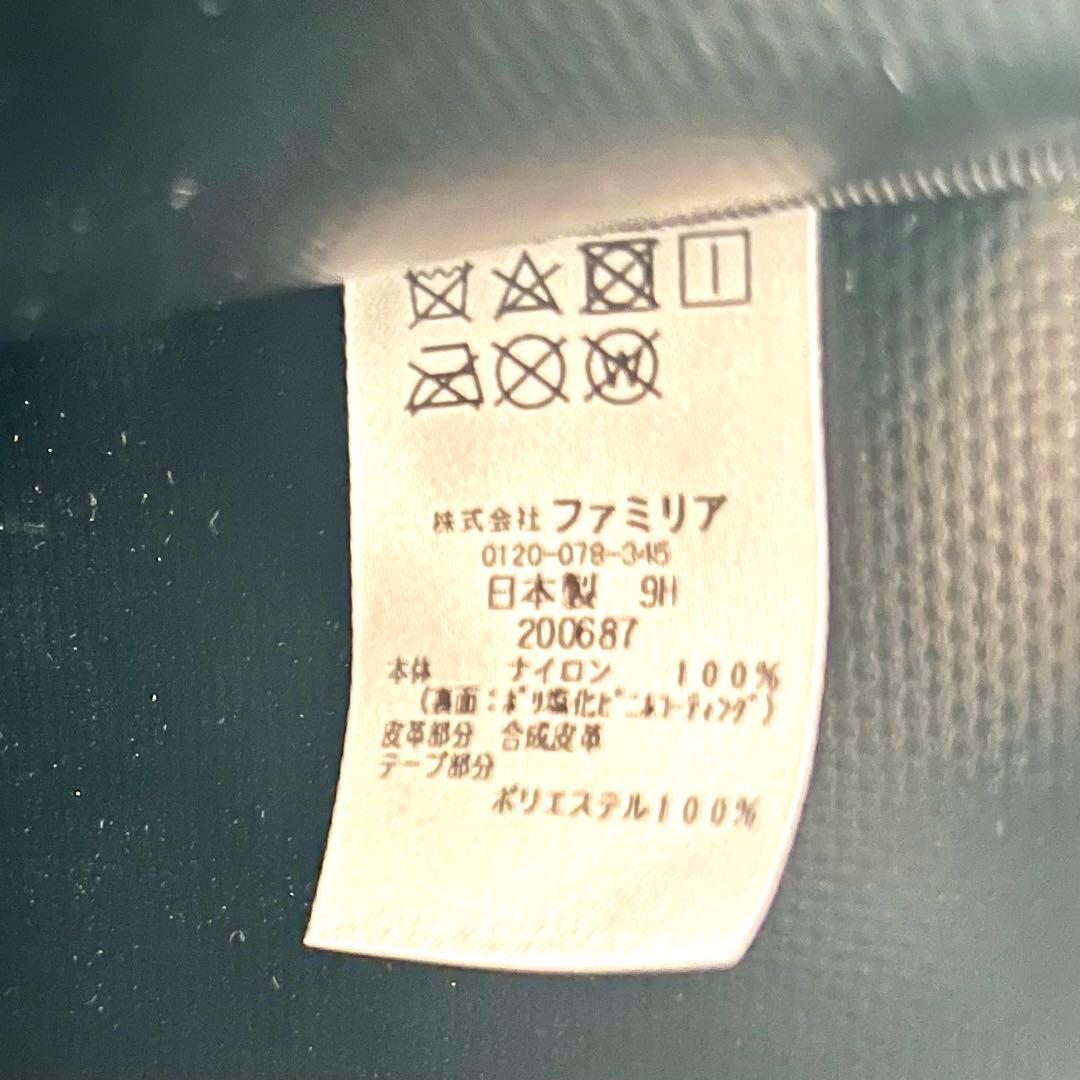 W
株式会社 ファミリア
0120-078-345
日本製 9H
200687
本体 ナイロン 100%
(裏面:ポリ塩化ビニルコーティング)
皮革部分 合成皮革
テープ部分
ポリエステル100%